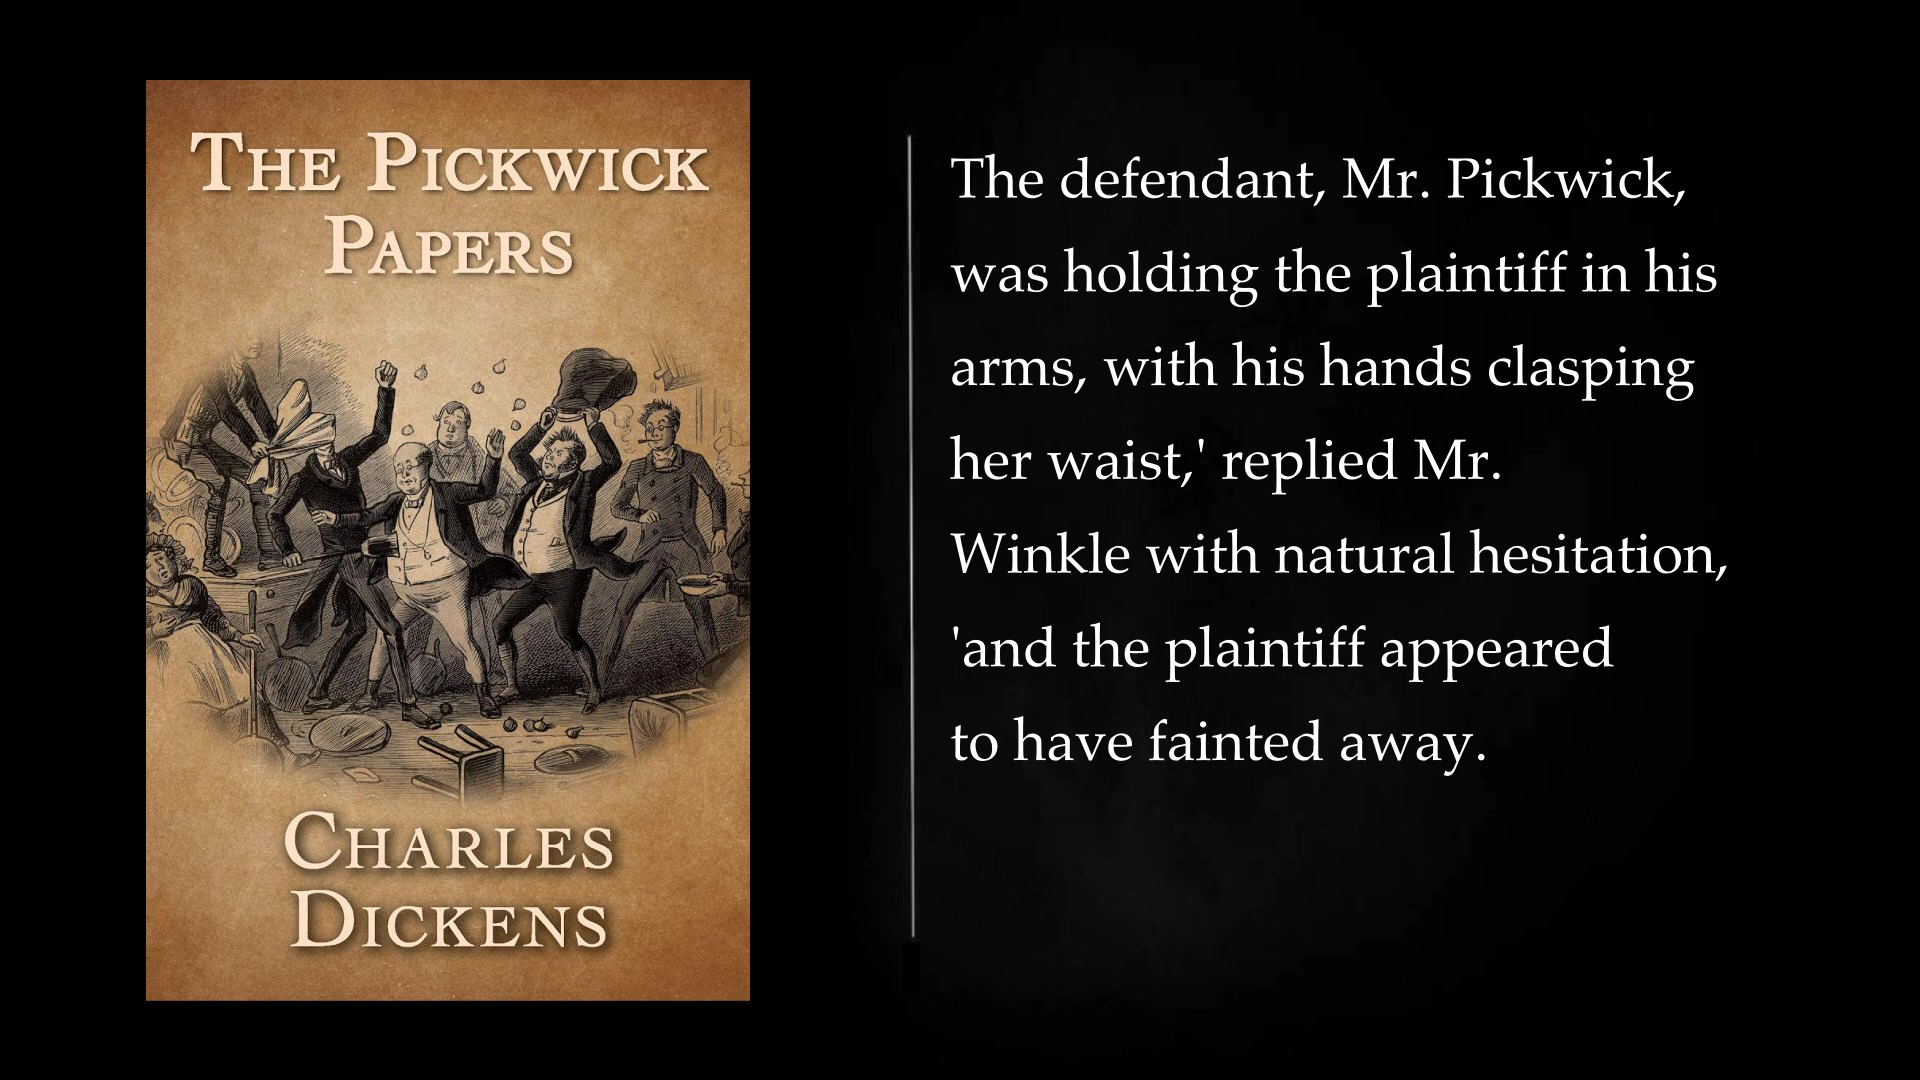 THE PICKWICK
PAPERS
CHARLES
DICKENS
The defendant, Mr. Pickwick,
was holding the plaintiff in his
arms, with his hands clasping
her waist,' replied Mr.
Winkle with natural hesitation,
'and the plaintiff appeared
to have fainted away.